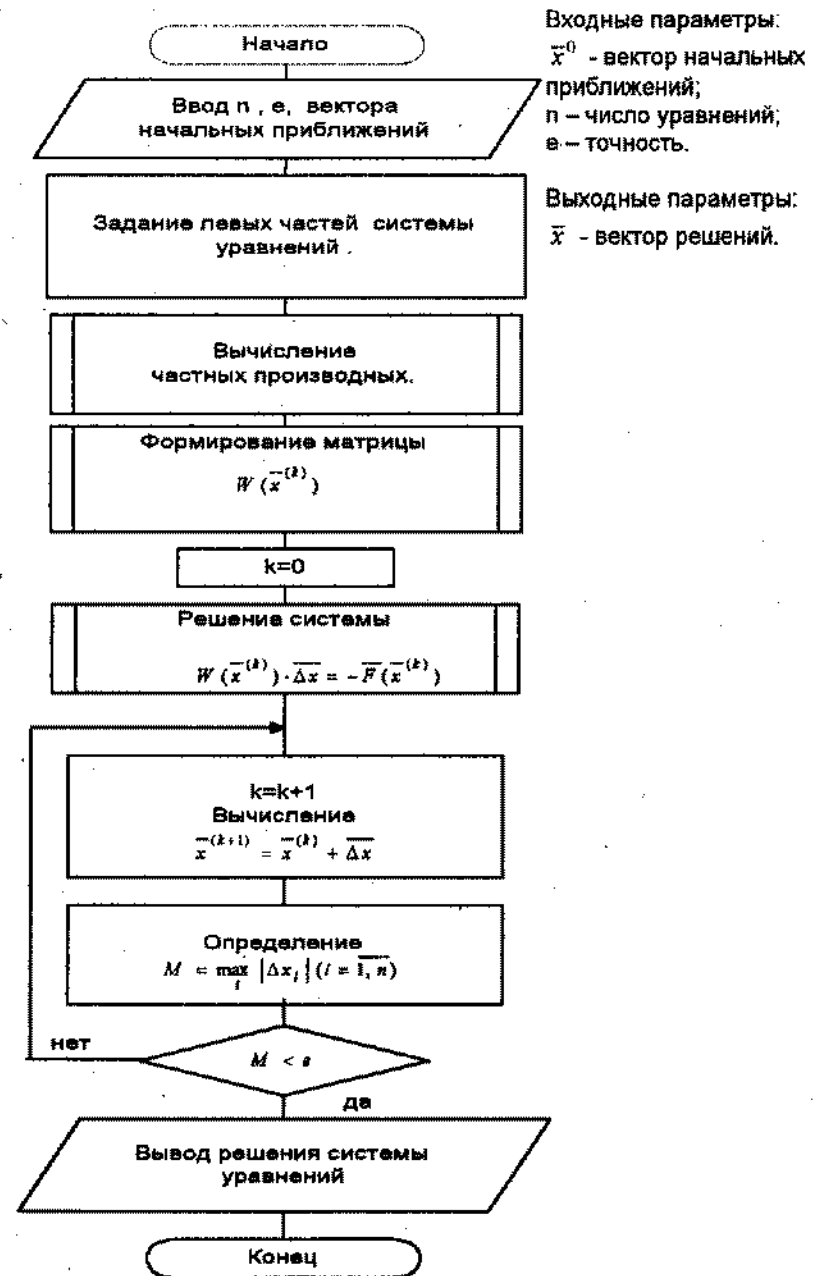 Начало
Ввод n , е, вектора
начальных приближений
Задание левых частей системы
уравнений .
Вычисление
частных производных.
Формирование матрицы
W (x̅⁽ᵏ⁾)
k=0
Решение системы
W (x̅⁽ᵏ⁾) · Δx̅ = − F̅(x̅⁽ᵏ⁾)
k=k+1
Вычисление
x̅⁽ᵏ⁺¹⁾ = x̅⁽ᵏ⁾ + Δx̅
Определение
M = max |Δxᵢ| (i = 1, n)
i
нет
M < e
да
Вывод решения системы
уравнений
Конец
Входные параметры:
x̅⁰ - вектор начальных
приближений;
n – число уравнений;
е – точность.
Выходные параметры:
x̅ - вектор решений.